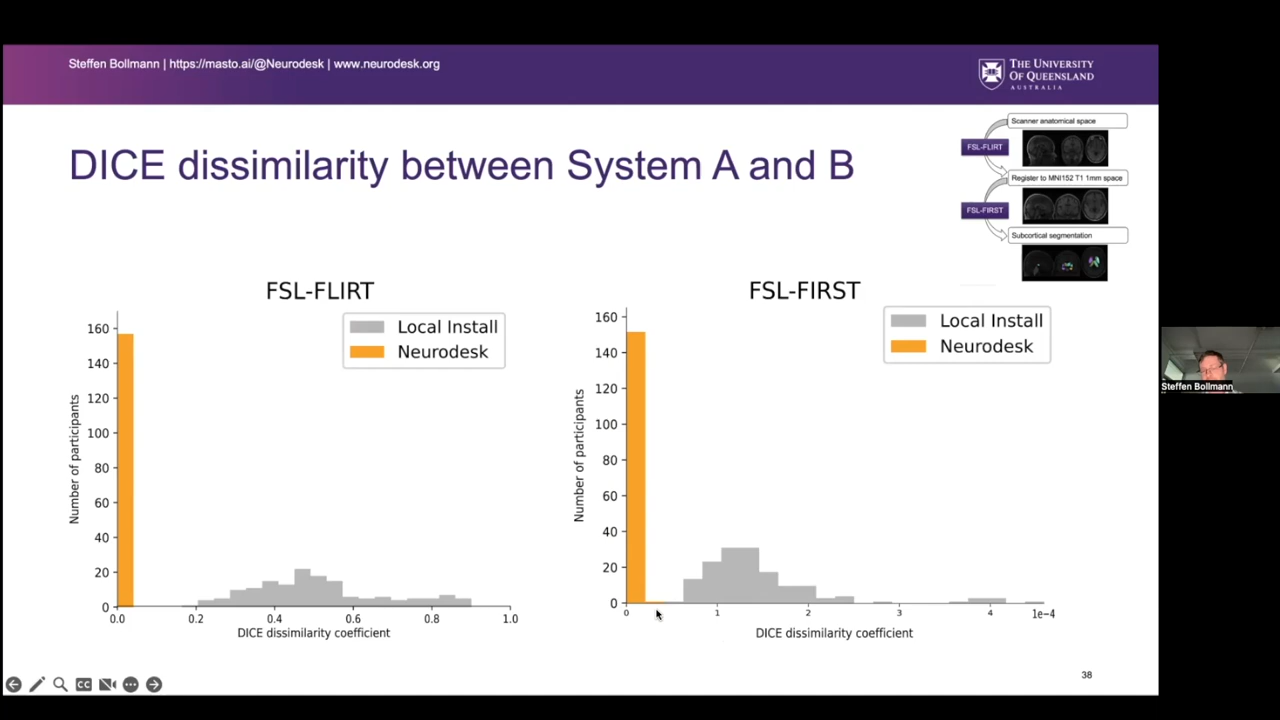 Steffen Bollmann | https://masto.ai/@Neurodesk | www.neurodesk.org
THE UNIVERSITY
OF QUEENSLAND
AUSTRALIA
DICE dissimilarity between System A and B
Scanner anatomical space
FSL-FLIRT
Register to MNI152 T1 1mm space
FSL-FIRST
Subcortical segmentation
FSL-FLIRT
Local Install
Neurodesk
Number of participants
160
140
120
100
80
60
40
20
0
0.0 0.2 0.4 0.6 0.8 1.0
DICE dissimilarity coefficient
FSL-FIRST
Local Install
Neurodesk
Number of participants
160
140
120
100
80
60
40
20
0
0 1 2 3 4 1e−4
DICE dissimilarity coefficient
Steffen Bollmann
CC
38